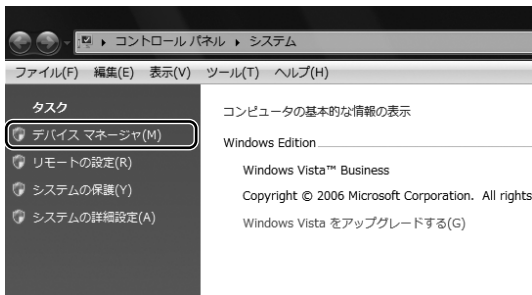 コントロール パネル ▸ システム
ファイル(F) 編集(E) 表示(V) ツール(T) ヘルプ(H)
タスク
デバイス マネージャ(M)
リモートの設定(R)
システムの保護(Y)
システムの詳細設定(A)
コンピュータの基本的な情報の表示
Windows Edition
Windows Vista™ Business
Copyright © 2006 Microsoft Corporation. All rights
Windows Vista をアップグレードする(G)